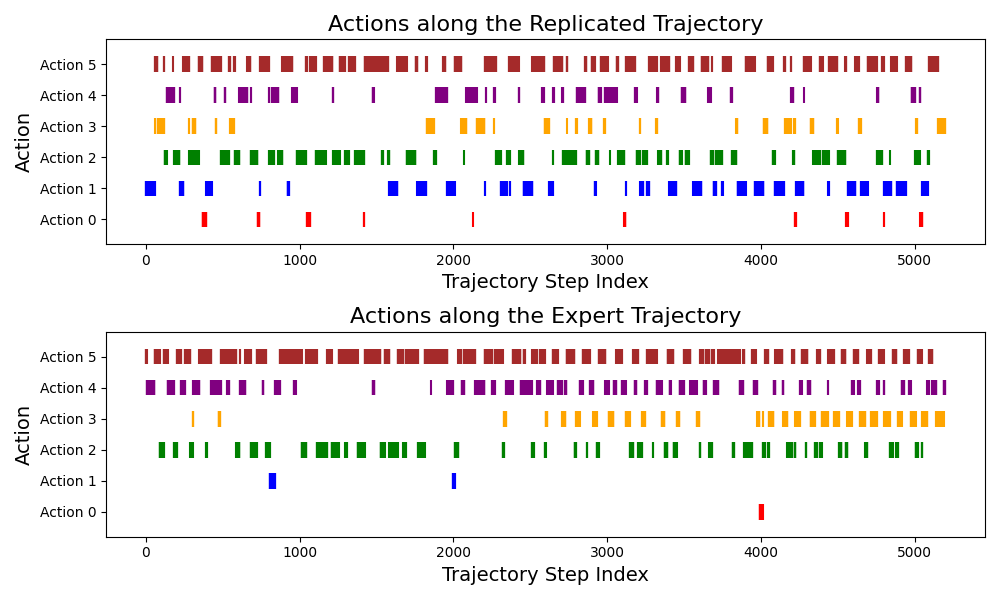 Actions along the Replicated Trajectory
Action 5
Action 4
Action 3
Action 2
Action 1
Action 0
Action
0 1000 2000 3000 4000 5000
Trajectory Step Index
Actions along the Expert Trajectory
Action 5
Action 4
Action 3
Action 2
Action 1
Action 0
Action
0 1000 2000 3000 4000 5000
Trajectory Step Index